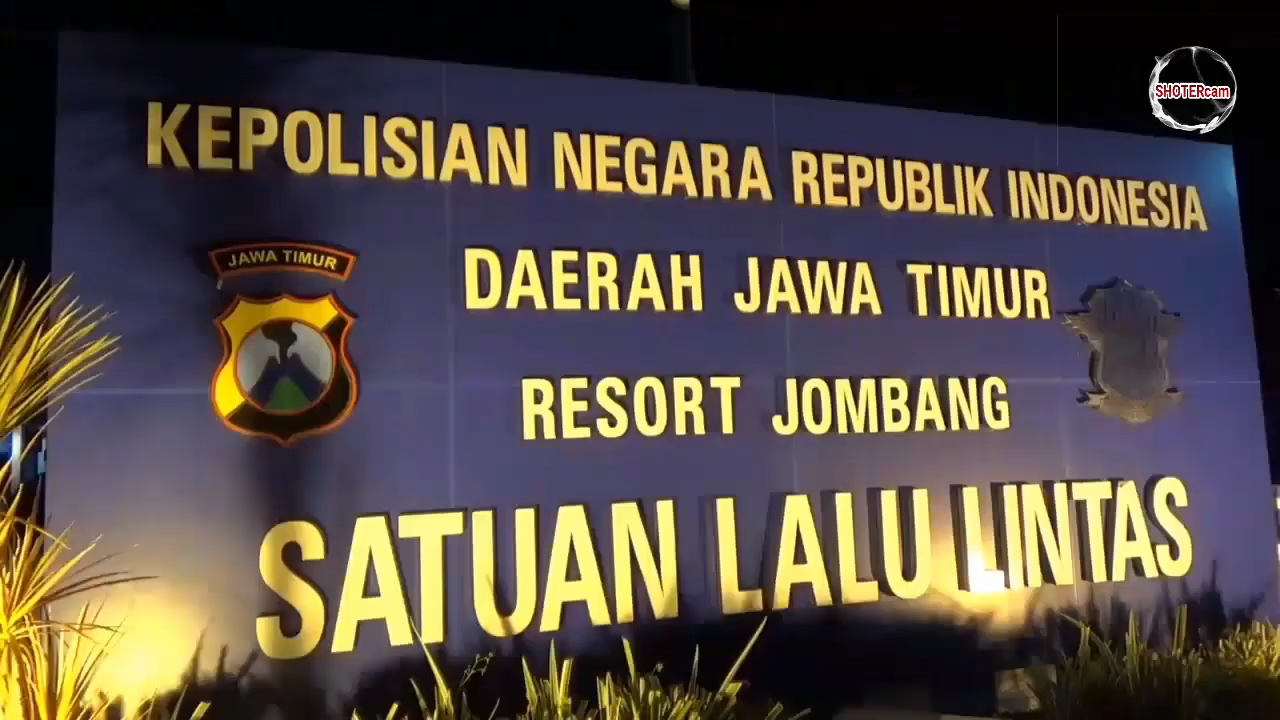 SHOTERcam
KEPOLISIAN NEGARA REPUBLIK INDONESIA
JAWA TIMUR
DAERAH JAWA TIMUR
RESORT JOMBANG
SATUAN LALU LINTAS